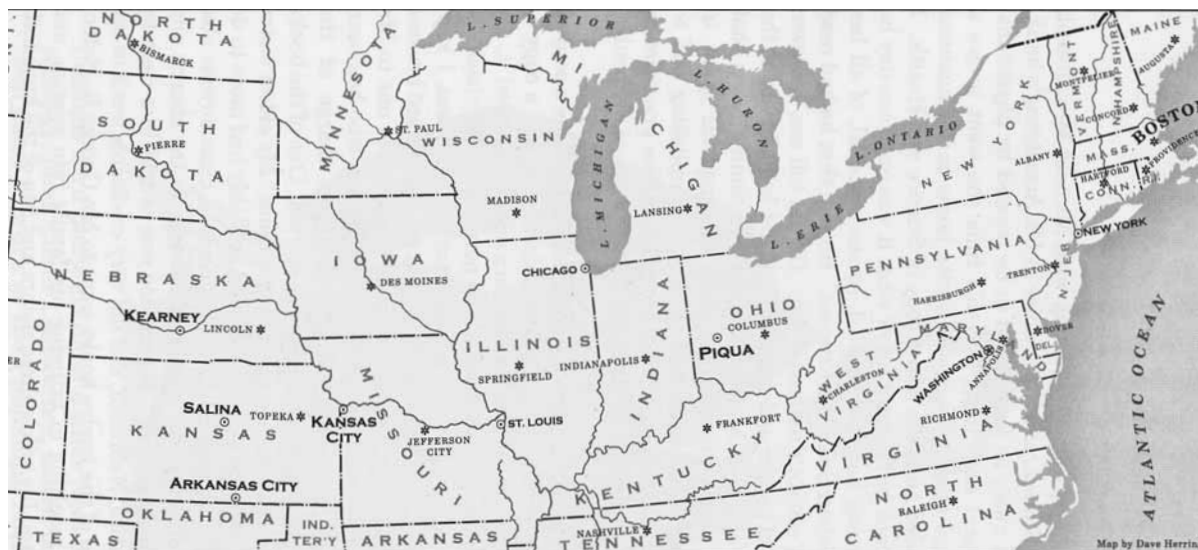 NORTH
DAKOTA
BISMARCK
MINNESOTA
L. SUPERIOR
MICHIGAN
L. HURON
VERMONT
N HAMPSHIRE
MAINE
AUGUSTA
MONTPELIER
CONCORD
SOUTH
DAKOTA
PIERRE
ST. PAUL
WISCONSIN
MADISON
L. MICHIGAN
LANSING
L. ONTARIO
NEW YORK
ALBANY
MASS.
BOSTON
PROVIDENCE
HARTFORD
CONN.
R.I.
NEW YORK
L. ERIE
NEBRASKA
KEARNEY
LINCOLN
IOWA
DES MOINES
CHICAGO
PENNSYLVANIA
HARRISBURGH
TRENTON
N. JER.
COLORADO
ILLINOIS
SPRINGFIELD
INDIANAPOLIS
INDIANA
OHIO
COLUMBUS
PIQUA
MARYLAND
DOVER
DEL.
WEST
VIRGINIA
CHARLESTON
WASHINGTON
ANNAPOLIS
ATLANTIC OCEAN
SALINA
TOPEKA
KANSAS
KANSAS
CITY
MISSOURI
JEFFERSON
CITY
ST. LOUIS
FRANKFORT
KENTUCKY
RICHMOND
VIRGINIA
ARKANSAS CITY
OKLAHOMA
IND.
TER'Y
TEXAS
ARKANSAS
NASHVILLE
TENNESSEE
NORTH
CAROLINA
RALEIGH
Map by Dave Herrin